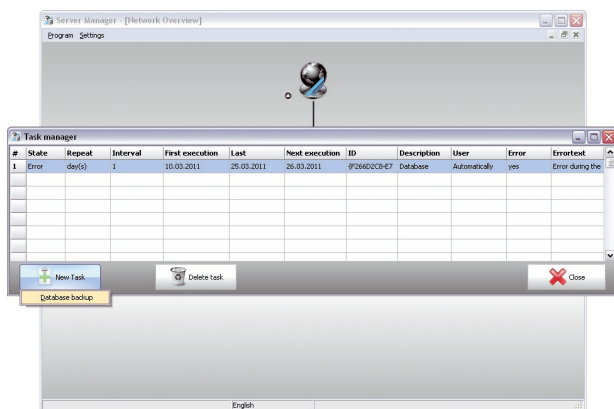 Server Manager - [Network Overview]
Program Settings
Task manager
# State Repeat Interval First execution Last Next execution ID Description User Error Errortext
1 Error day(s) 1 10.03.2011 25.03.2011 26.03.2011 {F266D2C8-E7 Database Automatically yes Error during the
New Task Delete task Close
Database backup
English